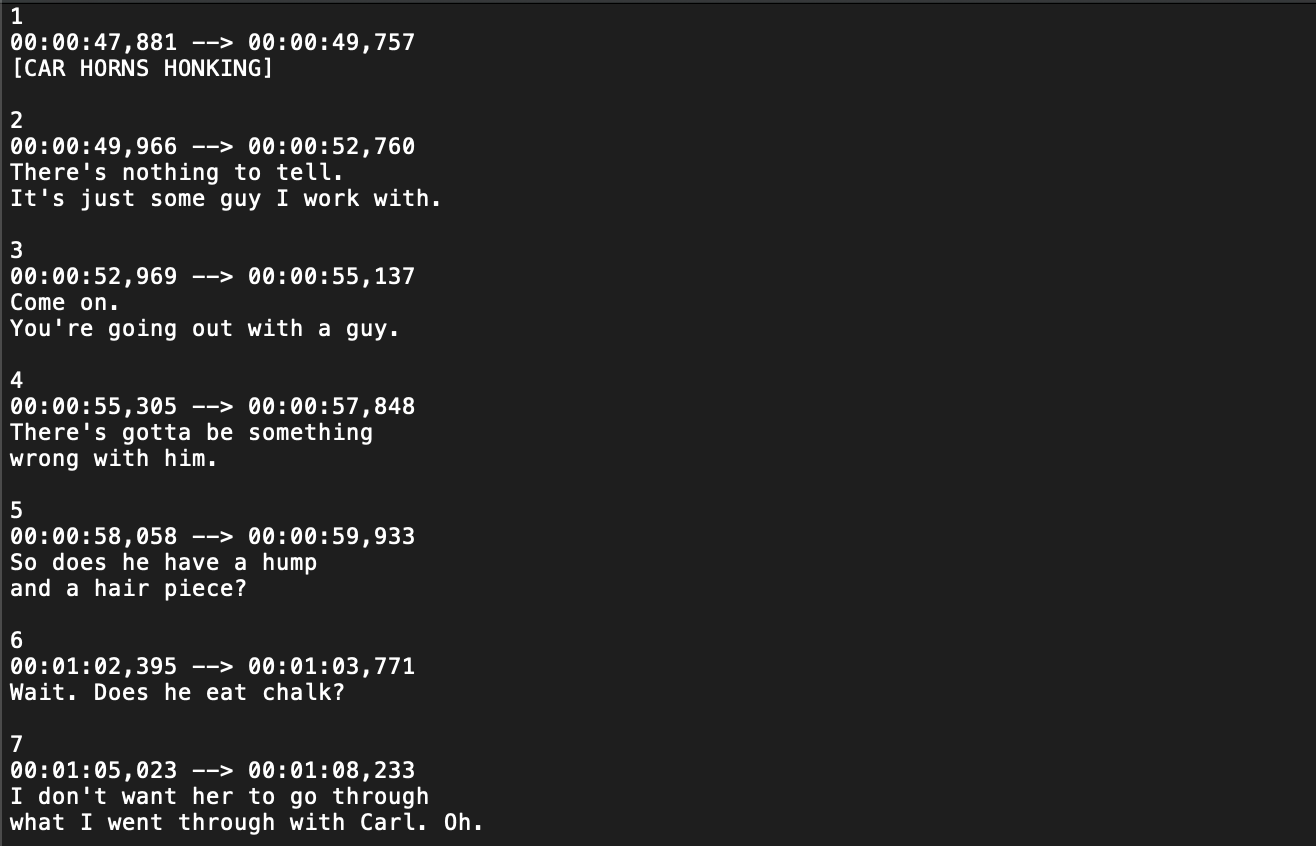 1
00:00:47,881 --> 00:00:49,757
[CAR HORNS HONKING]

2
00:00:49,966 --> 00:00:52,760
There's nothing to tell.
It's just some guy I work with.

3
00:00:52,969 --> 00:00:55,137
Come on.
You're going out with a guy.

4
00:00:55,305 --> 00:00:57,848
There's gotta be something
wrong with him.

5
00:00:58,058 --> 00:00:59,933
So does he have a hump
and a hair piece?

6
00:01:02,395 --> 00:01:03,771
Wait. Does he eat chalk?

7
00:01:05,023 --> 00:01:08,233
I don't want her to go through
what I went through with Carl. Oh.